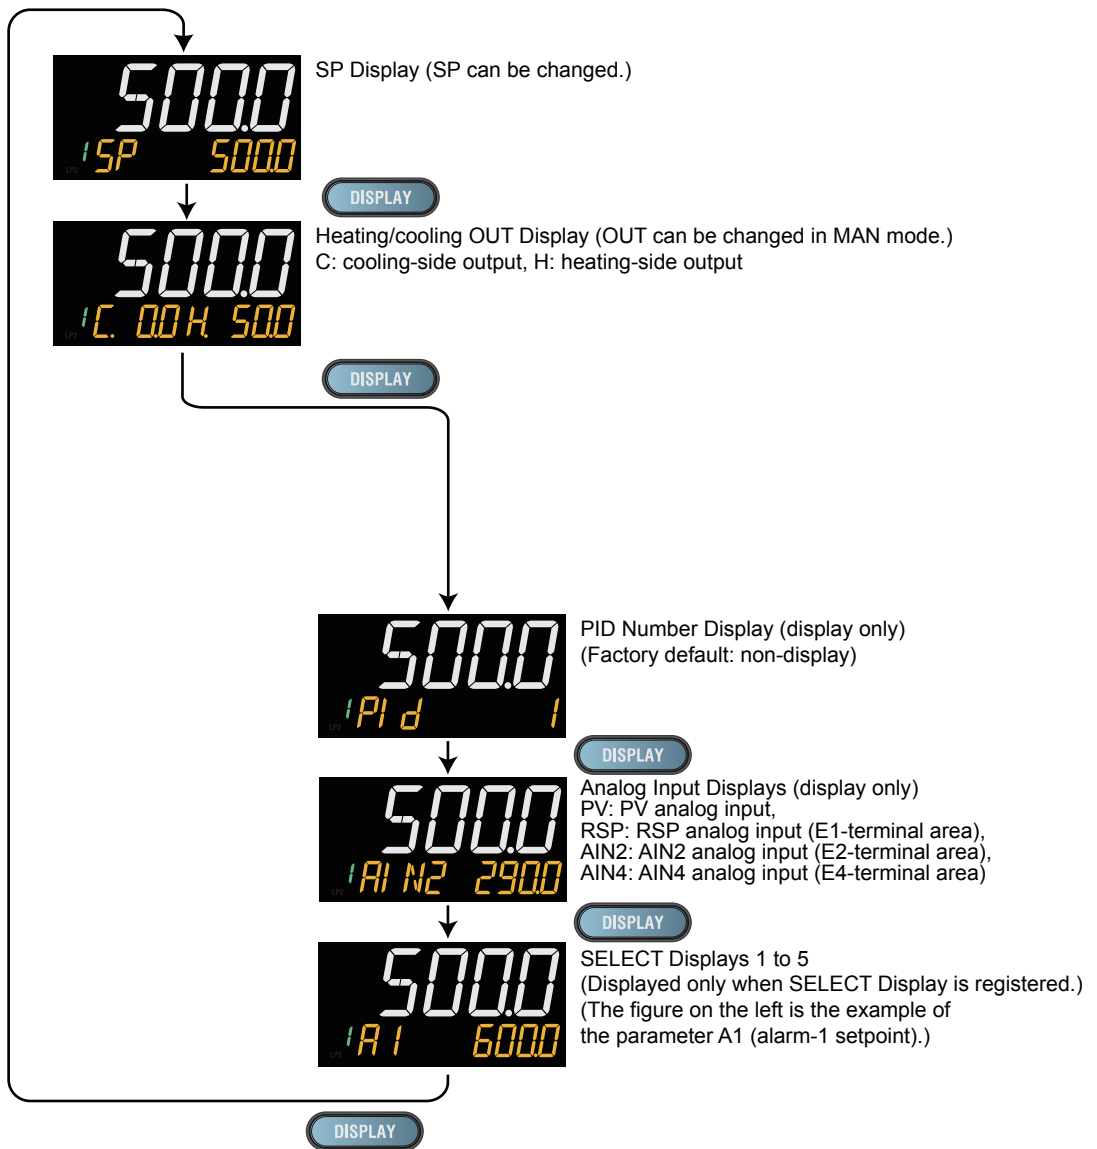 500.0
SP Display (SP can be changed.)
1 SP 500.0
LP2
DISPLAY
500.0
Heating/cooling OUT Display (OUT can be changed in MAN mode.)
C: cooling-side output, H: heating-side output
1 C. 0.0 H. 50.0
LP2
DISPLAY
500.0
PID Number Display (display only)
(Factory default: non-display)
1 PId 1
LP2
DISPLAY
500.0
Analog Input Displays (display only)
PV: PV analog input,
RSP: RSP analog input (E1-terminal area),
AIN2: AIN2 analog input (E2-terminal area),
AIN4: AIN4 analog input (E4-terminal area)
1 AIN2 290.0
LP2
DISPLAY
500.0
SELECT Displays 1 to 5
(Displayed only when SELECT Display is registered.)
(The figure on the left is the example of
the parameter A1 (alarm-1 setpoint).)
1 A1 600.0
LP2
DISPLAY